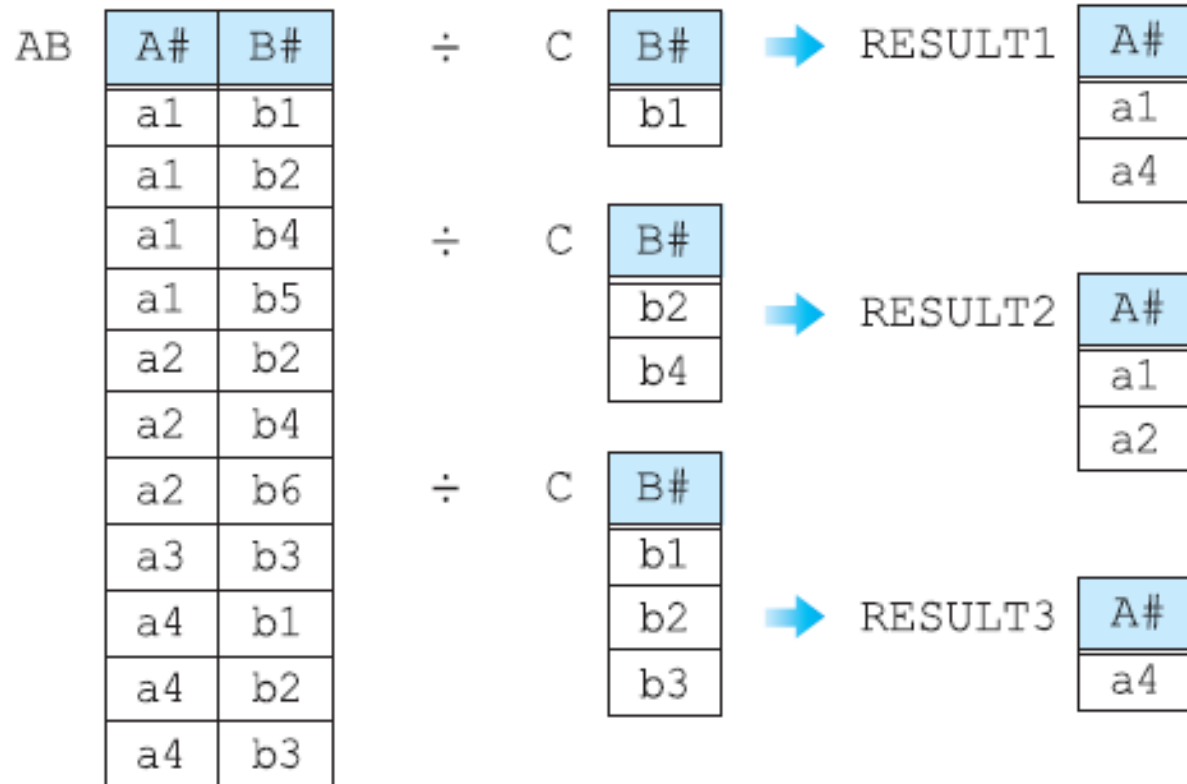 AB A# B# ÷ C B# RESULT1 A#
a1 b1 b1 a1
a1 b2 a4
a1 b4 ÷ C B#
a1 b5 b2 RESULT2 A#
a2 b2 b4 a1
a2 b4 a2
a2 b6 ÷ C B#
a3 b3 b1
a4 b1 b2 RESULT3 A#
a4 b2 b3 a4
a4 b3